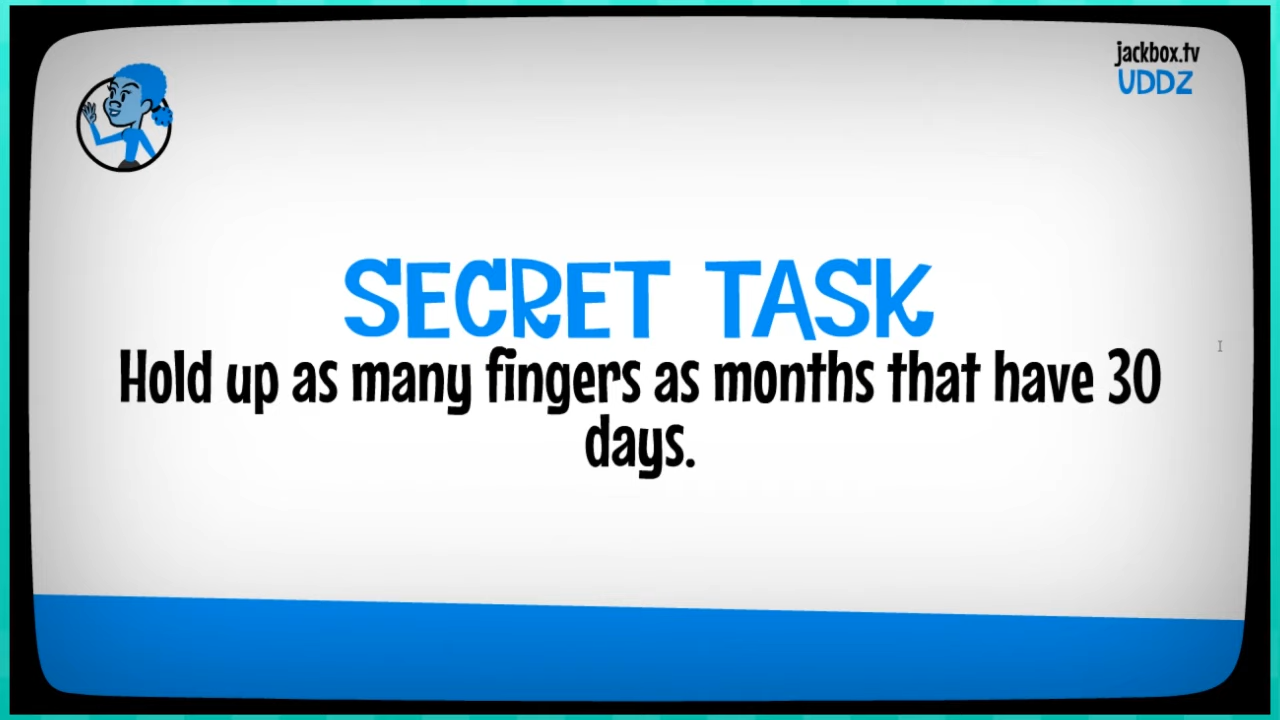 jackbox.tv
UDDZ
SECRET TASK
Hold up as many fingers as months that have 30
days.